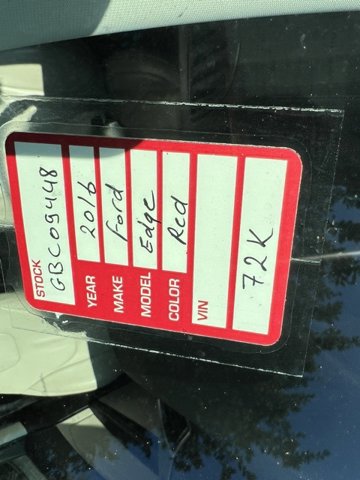 STOCK GBC09448
YEAR 2016
MAKE Ford
MODEL Edge
COLOR Red
VIN
72K